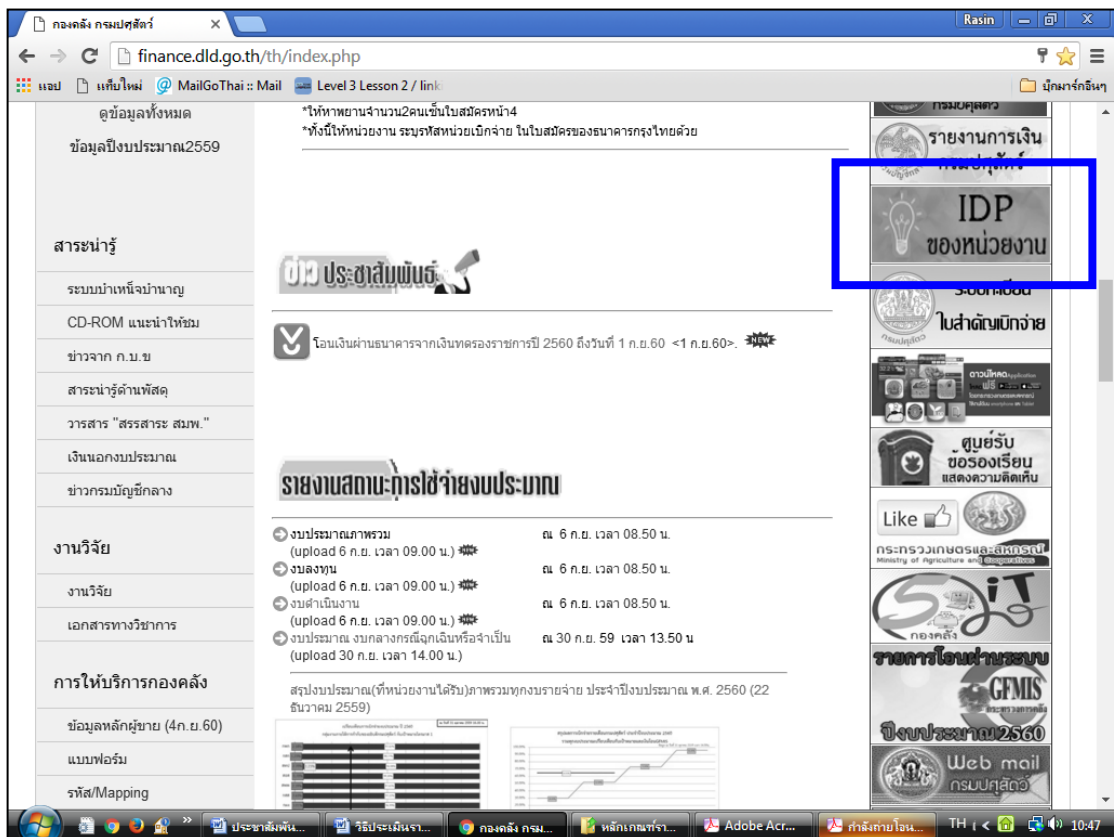 กองคลัง กรมปศุสัตว์
Rasin
finance.dld.go.th/th/index.php
แอป
แท็บใหม่
MailGoThai :: Mail
Level 3 Lesson 2 / link
บุ๊กมาร์กอื่นๆ
ดูข้อมูลทั้งหมด
ข้อมูลปีงบประมาณ2559
สาระน่ารู้
ระบบบำเหน็จบำนาญ
CD-ROM แนะนำให้ชม
ข่าวจาก ก.บ.ข
สาระน่ารู้ด้านพัสดุ
วารสาร "สรรสาระ สมพ."
เงินนอกงบประมาณ
ข่าวกรมบัญชีกลาง
งานวิจัย
งานวิจัย
เอกสารทางวิชาการ
การให้บริการกองคลัง
ข้อมูลหลักผู้ขาย (4ก.ย.60)
แบบฟอร์ม
รหัส/Mapping
*ให้หาพยานจำนวน2คนเซ็นใบสมัครหน้า4
*ทั้งนี้ให้หน่วยงาน ระบุรหัสหน่วยเบิกจ่าย ในใบสมัครของธนาคารกรุงไทยด้วย
ข่าว ประชาสัมพันธ์
โอนเงินผ่านธนาคารจากเงินทดรองราชการปี 2560 ถึงวันที่ 1 ก.ย.60 <1 ก.ย.60>. NEW
รายงานสถานะการใช้จ่ายงบประมาณ
งบประมาณภาพรวม ณ 6 ก.ย. เวลา 08.50 น.
(upload 6 ก.ย. เวลา 09.00 น.)
งบลงทุน ณ 6 ก.ย. เวลา 08.50 น.
(upload 6 ก.ย. เวลา 09.00 น.)
งบดำเนินงาน ณ 6 ก.ย. เวลา 08.50 น.
(upload 6 ก.ย. เวลา 09.00 น.)
งบประมาณ งบกลางกรณีฉุกเฉินหรือจำเป็น ณ 30 ก.ย. 59 เวลา 13.50 น
(upload 30 ก.ย. เวลา 14.00 น.)
สรุปงบประมาณ(ที่หน่วยงานได้รับ)ภาพรวมทุกงบรายจ่าย ประจำปีงบประมาณ พ.ศ. 2560 (22
ธันวาคม 2559)
กรมปศุสัตว์
รายงานการเงิน
กรมปศุสัตว์
IDP
ของหน่วยงาน
ระบบทะเบียน
ใบสำคัญเบิกจ่าย
กรมปศุสัตว์
ดาวน์โหลด Application
ฟรี
ศูนย์รับ
ข้อร้องเรียน
แสดงความคิดเห็น
Like
กระทรวงเกษตรและสหกรณ์
Ministry of Agriculture and Cooperatives
กองคลัง
รายการโอนผ่านระบบ
GFMIS
ปีงบประมาณ 2560
Web mail
กรมปศุสัตว์
ประชาสัมพัน...
วิธีประเมินรา...
กองคลัง กรม...
หลักเกณฑ์รา...
Adobe Acr...
กำลังถ่ายโอน...
TH
10:47